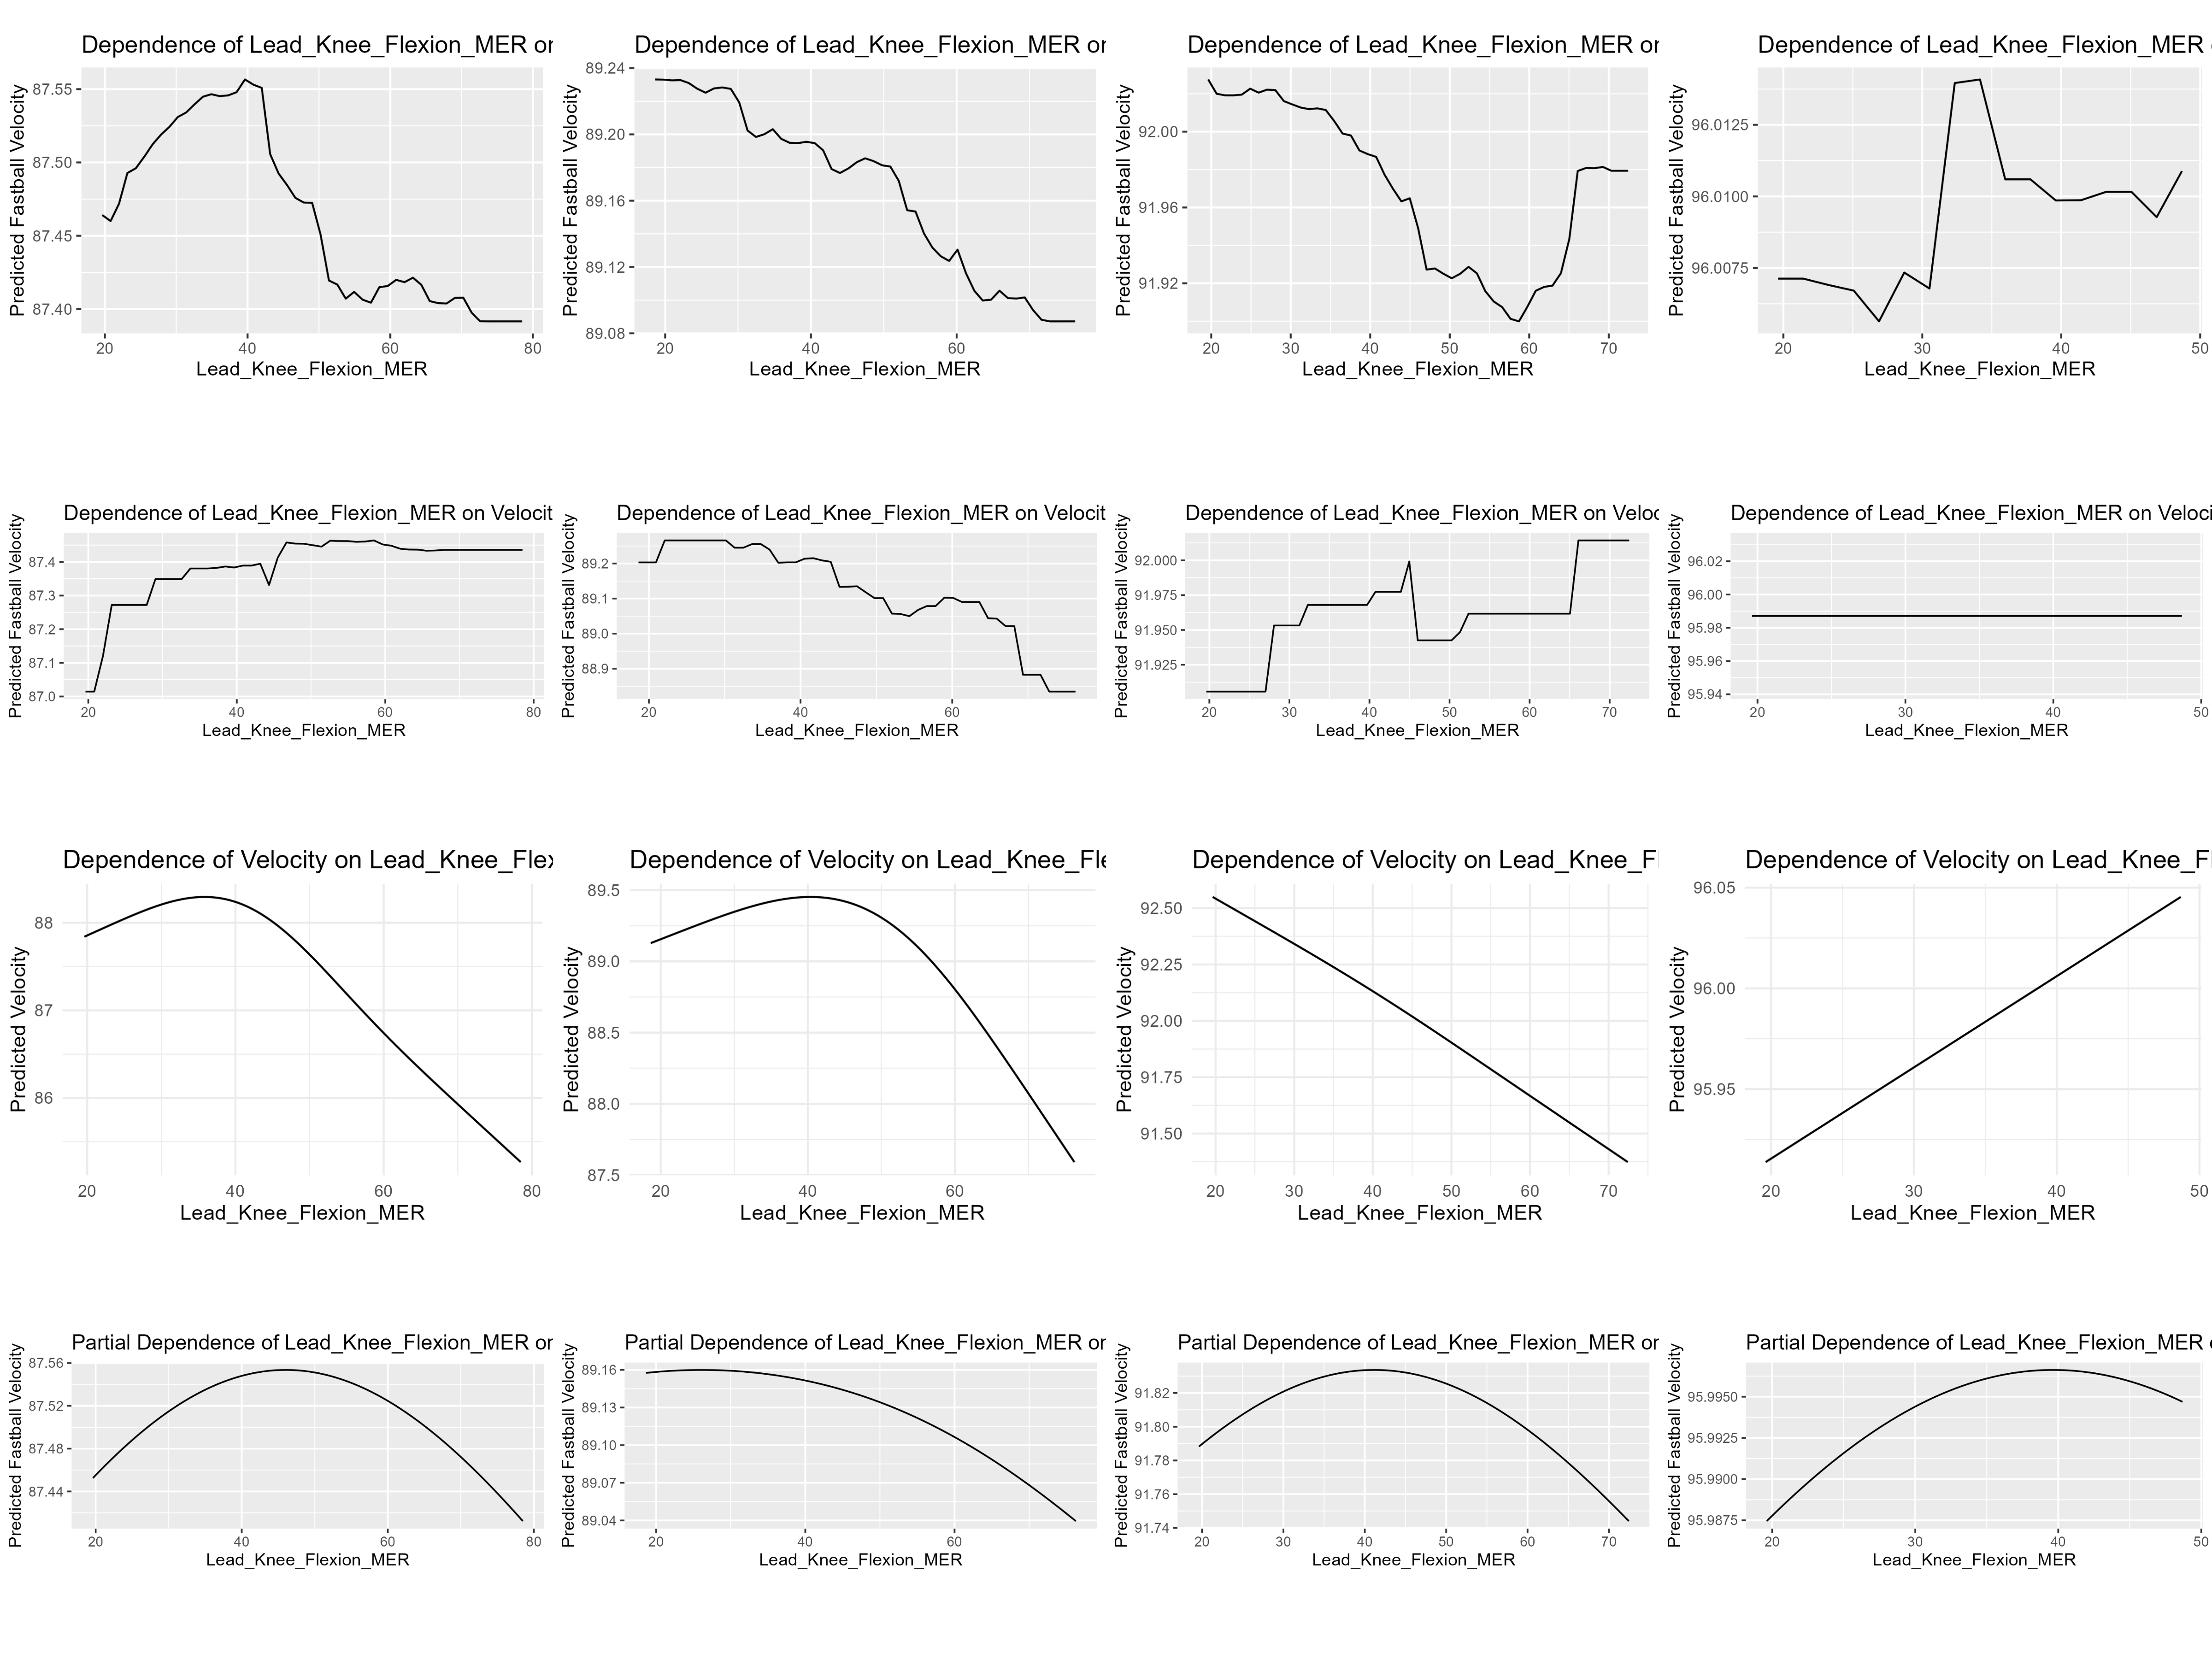 Dependence of Lead_Knee_Flexion_MER or
Predicted Fastball Velocity
87.55
87.50
87.45
87.40
20 40 60 80
Lead_Knee_Flexion_MER
Dependence of Lead_Knee_Flexion_MER or
Predicted Fastball Velocity
89.24
89.20
89.16
89.12
89.08
20 40 60
Lead_Knee_Flexion_MER
Dependence of Lead_Knee_Flexion_MER or
Predicted Fastball Velocity
92.00
91.96
91.92
20 30 40 50 60 70
Lead_Knee_Flexion_MER
Dependence of Lead_Knee_Flexion_MER
Predicted Fastball Velocity
96.0125
96.0100
96.0075
20 30 40 50
Lead_Knee_Flexion_MER
Dependence of Lead_Knee_Flexion_MER on Velocit
Predicted Fastball Velocity
87.4
87.3
87.2
87.1
87.0
20 40 60 80
Lead_Knee_Flexion_MER
Dependence of Lead_Knee_Flexion_MER on Velocit
Predicted Fastball Velocity
89.2
89.1
89.0
88.9
20 40 60
Lead_Knee_Flexion_MER
Dependence of Lead_Knee_Flexion_MER on Veloc
Predicted Fastball Velocity
92.000
91.975
91.950
91.925
20 30 40 50 60 70
Lead_Knee_Flexion_MER
Dependence of Lead_Knee_Flexion_MER on Veloci
Predicted Fastball Velocity
96.02
96.00
95.98
95.96
95.94
20 30 40 50
Lead_Knee_Flexion_MER
Dependence of Velocity on Lead_Knee_Flex
Predicted Velocity
88
87
86
20 40 60 80
Lead_Knee_Flexion_MER
Dependence of Velocity on Lead_Knee_Fle
Predicted Velocity
89.5
89.0
88.5
88.0
87.5
20 40 60
Lead_Knee_Flexion_MER
Dependence of Velocity on Lead_Knee_Fl
Predicted Velocity
92.50
92.25
92.00
91.75
91.50
20 30 40 50 60 70
Lead_Knee_Flexion_MER
Dependence of Velocity on Lead_Knee_Fl
Predicted Velocity
96.05
96.00
95.95
20 30 40 50
Lead_Knee_Flexion_MER
Partial Dependence of Lead_Knee_Flexion_MER or
Predicted Fastball Velocity
87.56
87.52
87.48
87.44
20 40 60 80
Lead_Knee_Flexion_MER
Partial Dependence of Lead_Knee_Flexion_MER or
Predicted Fastball Velocity
89.16
89.13
89.10
89.07
89.04
20 40 60
Lead_Knee_Flexion_MER
Partial Dependence of Lead_Knee_Flexion_MER or
Predicted Fastball Velocity
91.82
91.80
91.78
91.76
91.74
20 30 40 50 60 70
Lead_Knee_Flexion_MER
Partial Dependence of Lead_Knee_Flexion_MER
Predicted Fastball Velocity
95.9950
95.9925
95.9900
95.9875
20 30 40 50
Lead_Knee_Flexion_MER